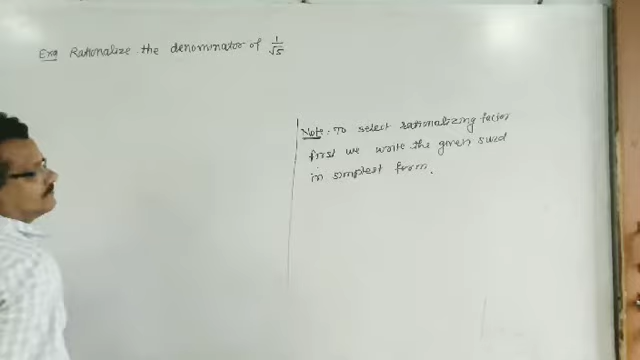 Exa Rationalize the denominator of 1/√5
Note: To select rationalizing factor
first we write the given surd
in simplest form.